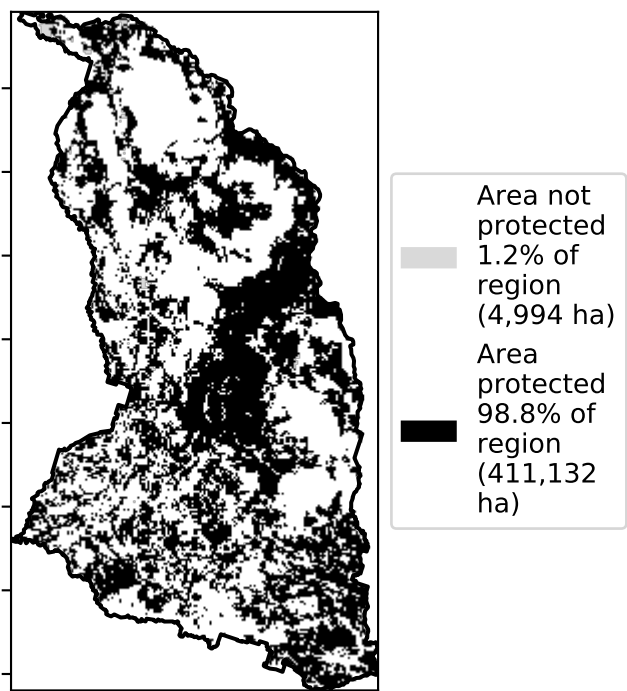 Area not
protected
1.2% of
region
(4,994 ha)
Area
protected
98.8% of
region
(411,132
ha)